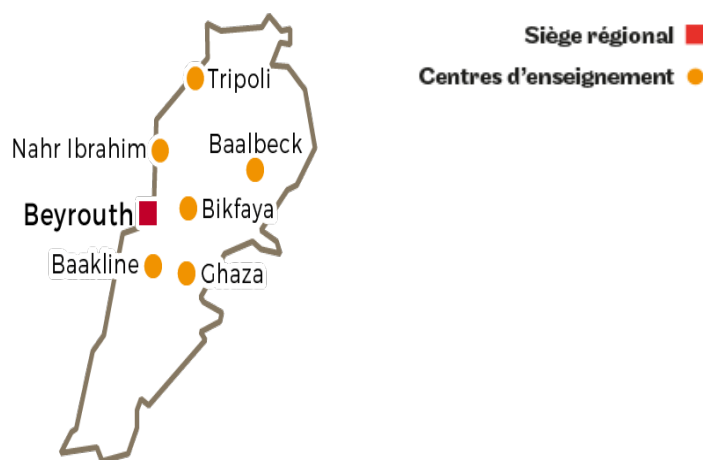 Siège régional
Centres d'enseignement
Tripoli
Nahr Ibrahim
Baalbeck
Beyrouth
Bikfaya
Baakline
Ghaza